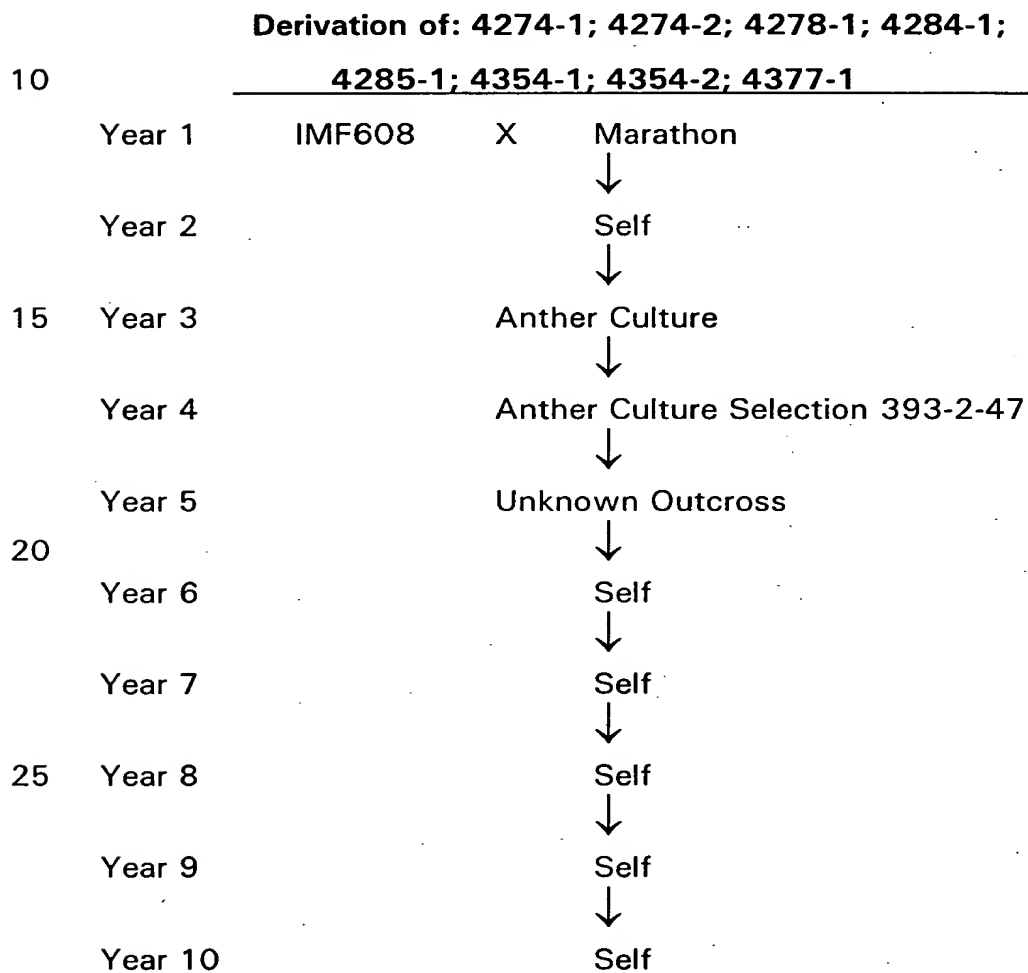 Derivation of: 4274-1; 4274-2; 4278-1; 4284-1;
10 4285-1; 4354-1; 4354-2; 4377-1
Year 1 IMF608 X Marathon
↓
Year 2 Self
↓
15 Year 3 Anther Culture
↓
Year 4 Anther Culture Selection 393-2-47
↓
Year 5 Unknown Outcross
20 ↓
Year 6 Self
↓
Year 7 Self
↓
25 Year 8 Self
↓
Year 9 Self
↓
Year 10 Self